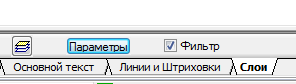 Параметры Фильтр
Основной текст Линии и Штриховки Слои